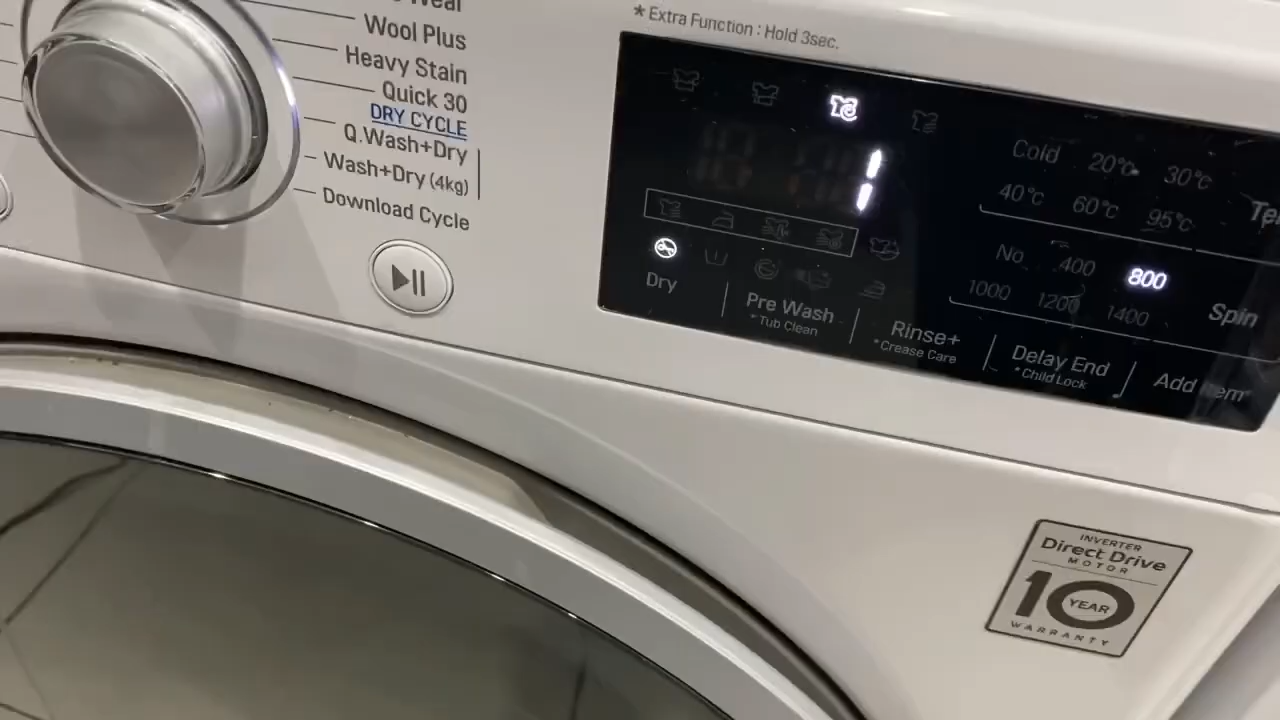 Wool Plus
Heavy Stain
Quick 30
DRY CYCLE
Q.Wash+Dry
Wash+Dry (4kg)
Download Cycle
* Extra Function : Hold 3sec.
1
Cold 20°C 30°C
40°C 60°C 95°C
No 400 800
1000 1200 1400
Spin
Dry
Pre Wash
* Tub Clean
Rinse+
* Crease Care
Delay End
* Child Lock
Add
INVERTER
Direct Drive
MOTOR
10 YEAR
WARRANTY